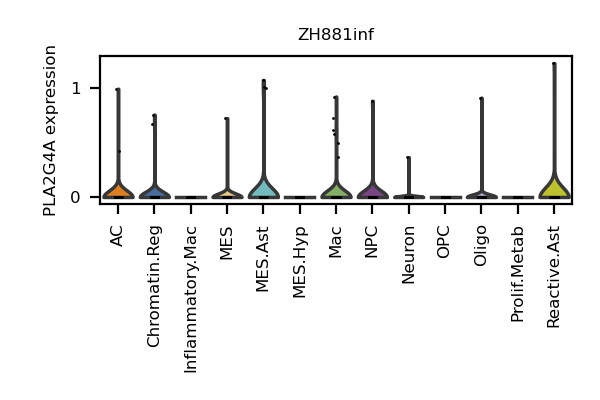 ZH881inf
PLA2G4A expression
1
0
AC
Chromatin.Reg
Inflammatory.Mac
MES
MES.Ast
MES.Hyp
Mac
NPC
Neuron
OPC
Oligo
Prolif.Metab
Reactive.Ast